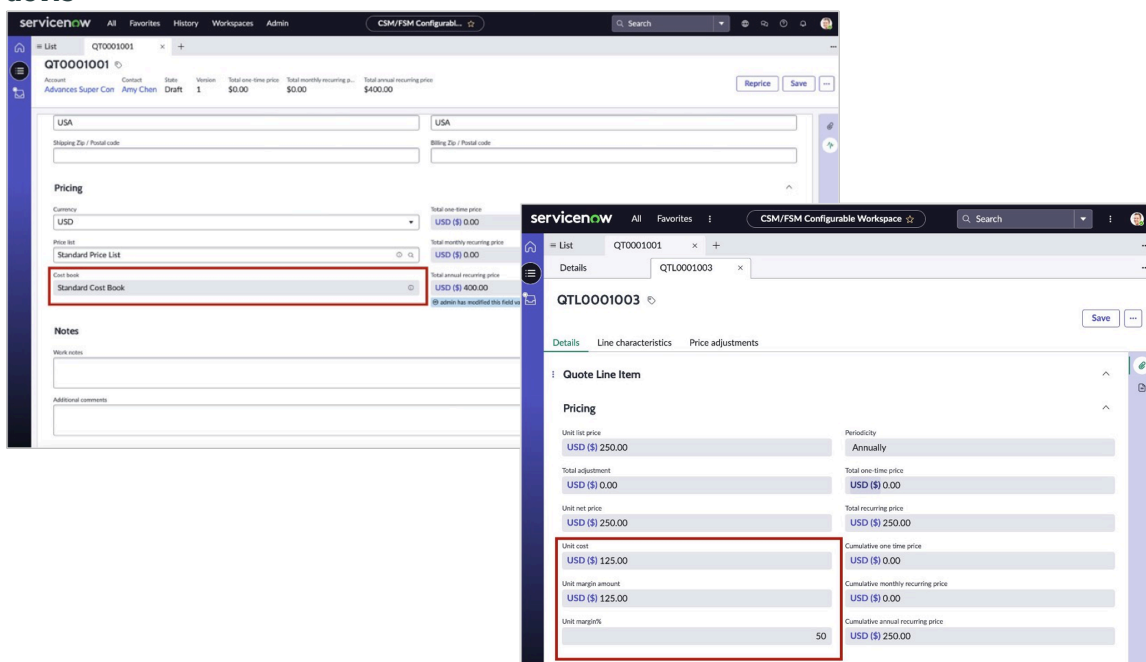 servicenow All Favorites History Workspaces Admin CSM/FSM Configurabl... ☆ Search
≡ List QT0001001 × +
QT0001001
Account Contact State Version Total one-time price Total monthly recurring p... Total annual recurring price
Advances Super Con Amy Chen Draft 1 $0.00 $0.00 $400.00
Reprice Save ...
USA USA
Shipping Zip / Postal code Billing Zip / Postal code
Pricing
Currency Total one-time price
USD USD ($) 0.00
Price list Total monthly recurring price
Standard Price List USD ($) 0.00
Cost book Total annual recurring price
Standard Cost Book USD ($) 400.00
admin has modified this field va
Notes
Work notes
Additional comments
servicenow All Favorites CSM/FSM Configurable Workspace ☆ Search
≡ List QT0001001 × +
Details QTL0001003 ×
QTL0001003
Save ...
Details Line characteristics Price adjustments
Quote Line Item
Pricing
Unit list price Periodicity
USD ($) 250.00 Annually
Total adjustment Total one-time price
USD ($) 0.00 USD ($) 0.00
Unit net price Total recurring price
USD ($) 250.00 USD ($) 250.00
Unit cost Cumulative one time price
USD ($) 125.00 USD ($) 0.00
Unit margin amount Cumulative monthly recurring price
USD ($) 125.00 USD ($) 0.00
Unit margin% Cumulative annual recurring price
50 USD ($) 250.00